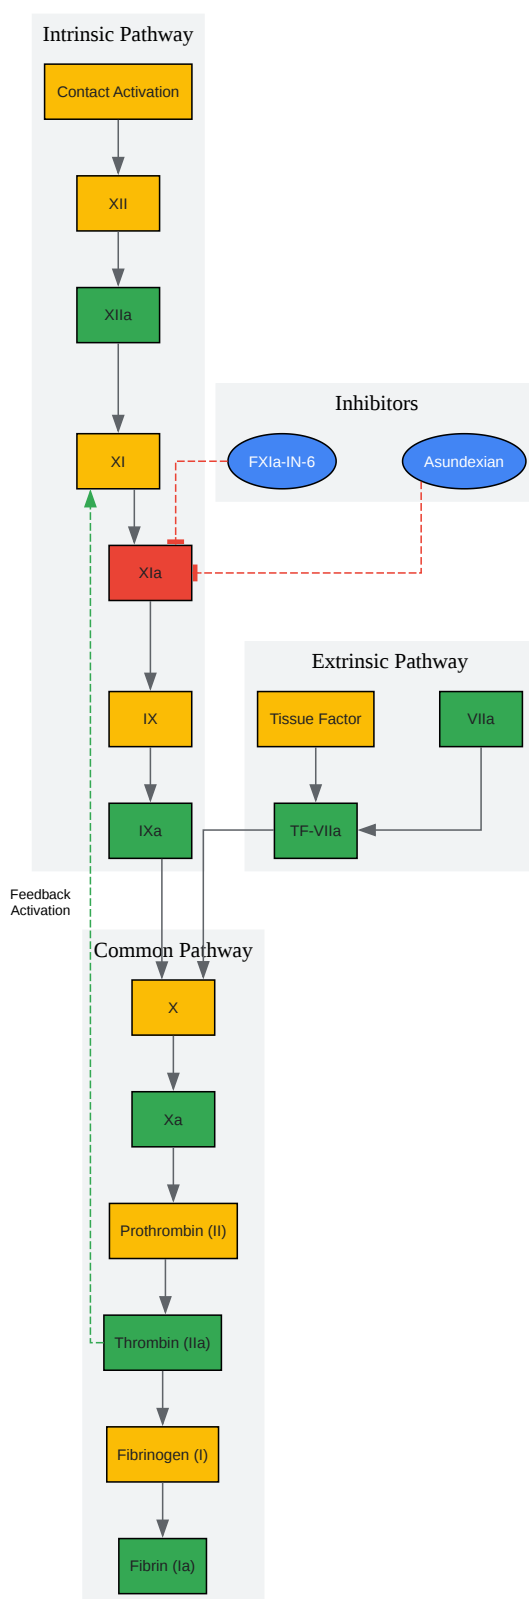 Intrinsic Pathway
Contact Activation
XII
XIIa
XI
XIa
IX
IXa
Inhibitors
FXIa-IN-6
Asundexian
Extrinsic Pathway
Tissue Factor
VIIa
TF-VIIa
Feedback
Activation
Common Pathway
X
Xa
Prothrombin (II)
Thrombin (IIa)
Fibrinogen (I)
Fibrin (Ia)